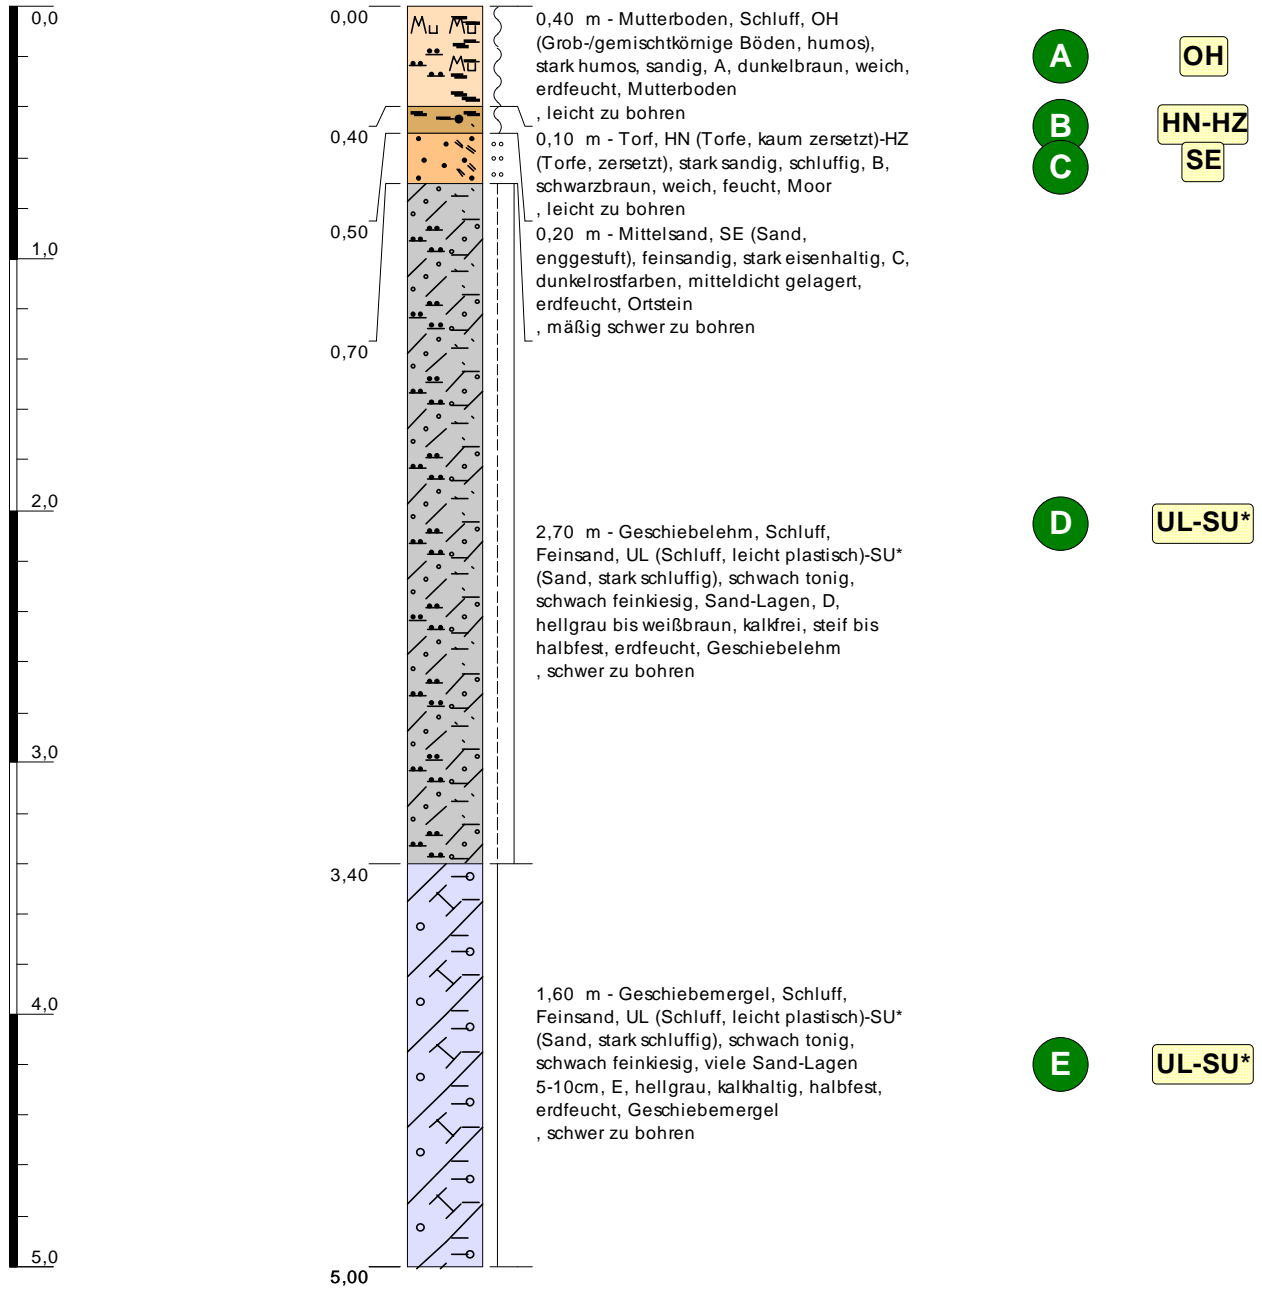 0,0
1,0
2,0
3,0
4,0
5,0
0,00
0,40
0,50
0,70
3,40
5,00
Mu Mu
Mu
0,40 m - Mutterboden, Schluff, OH
(Grob-/gemischtkörnige Böden, humos),
stark humos, sandig, A, dunkelbraun, weich,
erdfeucht, Mutterboden
, leicht zu bohren
0,10 m - Torf, HN (Torfe, kaum zersetzt)-HZ
(Torfe, zersetzt), stark sandig, schluffig, B,
schwarzbraun, weich, feucht, Moor
, leicht zu bohren
0,20 m - Mittelsand, SE (Sand,
enggestuft), feinsandig, stark eisenhaltig, C,
dunkelrostfarben, mitteldicht gelagert,
erdfeucht, Ortstein
, mäßig schwer zu bohren
2,70 m - Geschiebelehm, Schluff,
Feinsand, UL (Schluff, leicht plastisch)-SU*
(Sand, stark schluffig), schwach tonig,
schwach feinkiesig, Sand-Lagen, D,
hellgrau bis weißbraun, kalkfrei, steif bis
halbfest, erdfeucht, Geschiebelehm
, schwer zu bohren
1,60 m - Geschiebemergel, Schluff,
Feinsand, UL (Schluff, leicht plastisch)-SU*
(Sand, stark schluffig), schwach tonig,
schwach feinkiesig, viele Sand-Lagen
5-10cm, E, hellgrau, kalkhaltig, halbfest,
erdfeucht, Geschiebemergel
, schwer zu bohren
A OH
B HN-HZ
C SE
D UL-SU*
E UL-SU*